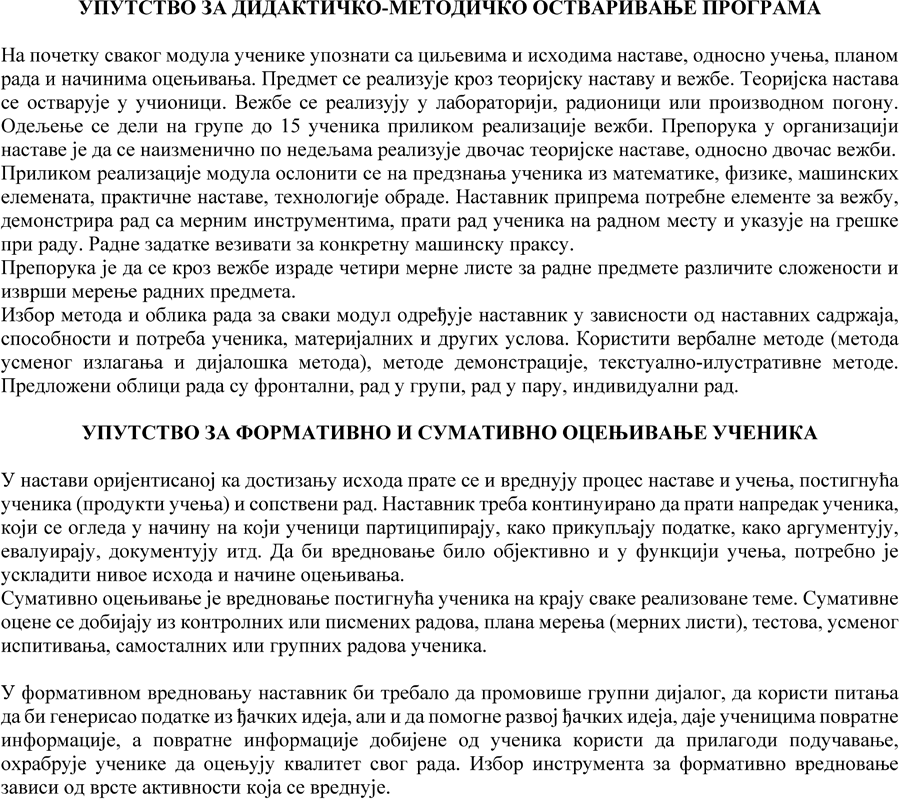 УПУТСТВО ЗА ДИДАКТИЧКО-МЕТОДИЧКО ОСТВАРИВАЊЕ ПРОГРАМА
На почетку сваког модула ученике упознати са циљевима и исходима наставе, односно учења, планом
рада и начинима оцењивања. Предмет се реализује кроз теоријску наставу и вежбе. Теоријска настава
се остварује у учионици. Вежбе се реализују у лабораторији, радионици или производном погону.
Одељење се дели на групе до 15 ученика приликом реализације вежби. Препорука у организацији
наставе је да се наизменично по недељама реализује двочас теоријске наставе, односно двочас вежби.
Приликом реализације модула ослонити се на предзнања ученика из математике, физике, машинских
елемената, практичне наставе, технологије обраде. Наставник припрема потребне елементе за вежбу,
демонстрира рад са мерним инструментима, прати рад ученика на радном месту и указује на грешке
при раду. Радне задатке везивати за конкретну машинску праксу.
Препорука је да се кроз вежбе израде четири мерне листе за радне предмете различите сложености и
изврши мерење радних предмета.
Избор метода и облика рада за сваки модул одређује наставник у зависности од наставних садржаја,
способности и потреба ученика, материјалних и других услова. Користити вербалне методе (метода
усменог излагања и дијалошка метода), методе демонстрације, текстуално-илустративне методе.
Предложени облици рада су фронтални, рад у групи, рад у пару, индивидуални рад.
УПУТСТВО ЗА ФОРМАТИВНО И СУМАТИВНО ОЦЕЊИВАЊЕ УЧЕНИКА
У настави оријентисаној ка достизању исхода прате се и вреднују процес наставе и учења, постигнућа
ученика (продукти учења) и сопствени рад. Наставник треба континуирано да прати напредак ученика,
који се огледа у начину на који ученици партиципирају, како прикупљају податке, како аргументују,
евалуирају, документују итд. Да би вредновање било објективно и у функцији учења, потребно је
ускладити нивое исхода и начине оцењивања.
Сумативно оцењивање је вредновање постигнућа ученика на крају сваке реализоване теме. Сумативне
оцене се добијају из контролних или писмених радова, плана мерења (мерних листи), тестова, усменог
испитивања, самосталних или групних радова ученика.
У формативном вредновању наставник би требало да промовише групни дијалог, да користи питања
да би генерисао податке из ђачких идеја, али и да помогне развој ђачких идеја, даје ученицима повратне
информације, а повратне информације добијене од ученика користи да прилагоди подучавање,
охрабрује ученике да оцењују квалитет свог рада. Избор инструмента за формативно вредновање
зависи од врсте активности која се вреднује.